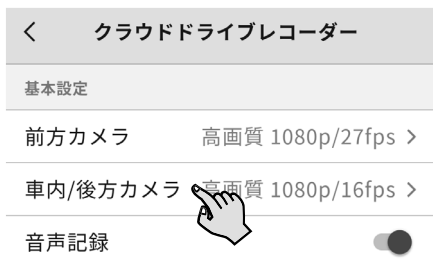 クラウドドライブレコーダー
基本設定
前方カメラ 高画質 1080p/27fps
車内/後方カメラ 高画質 1080p/16fps
音声記録